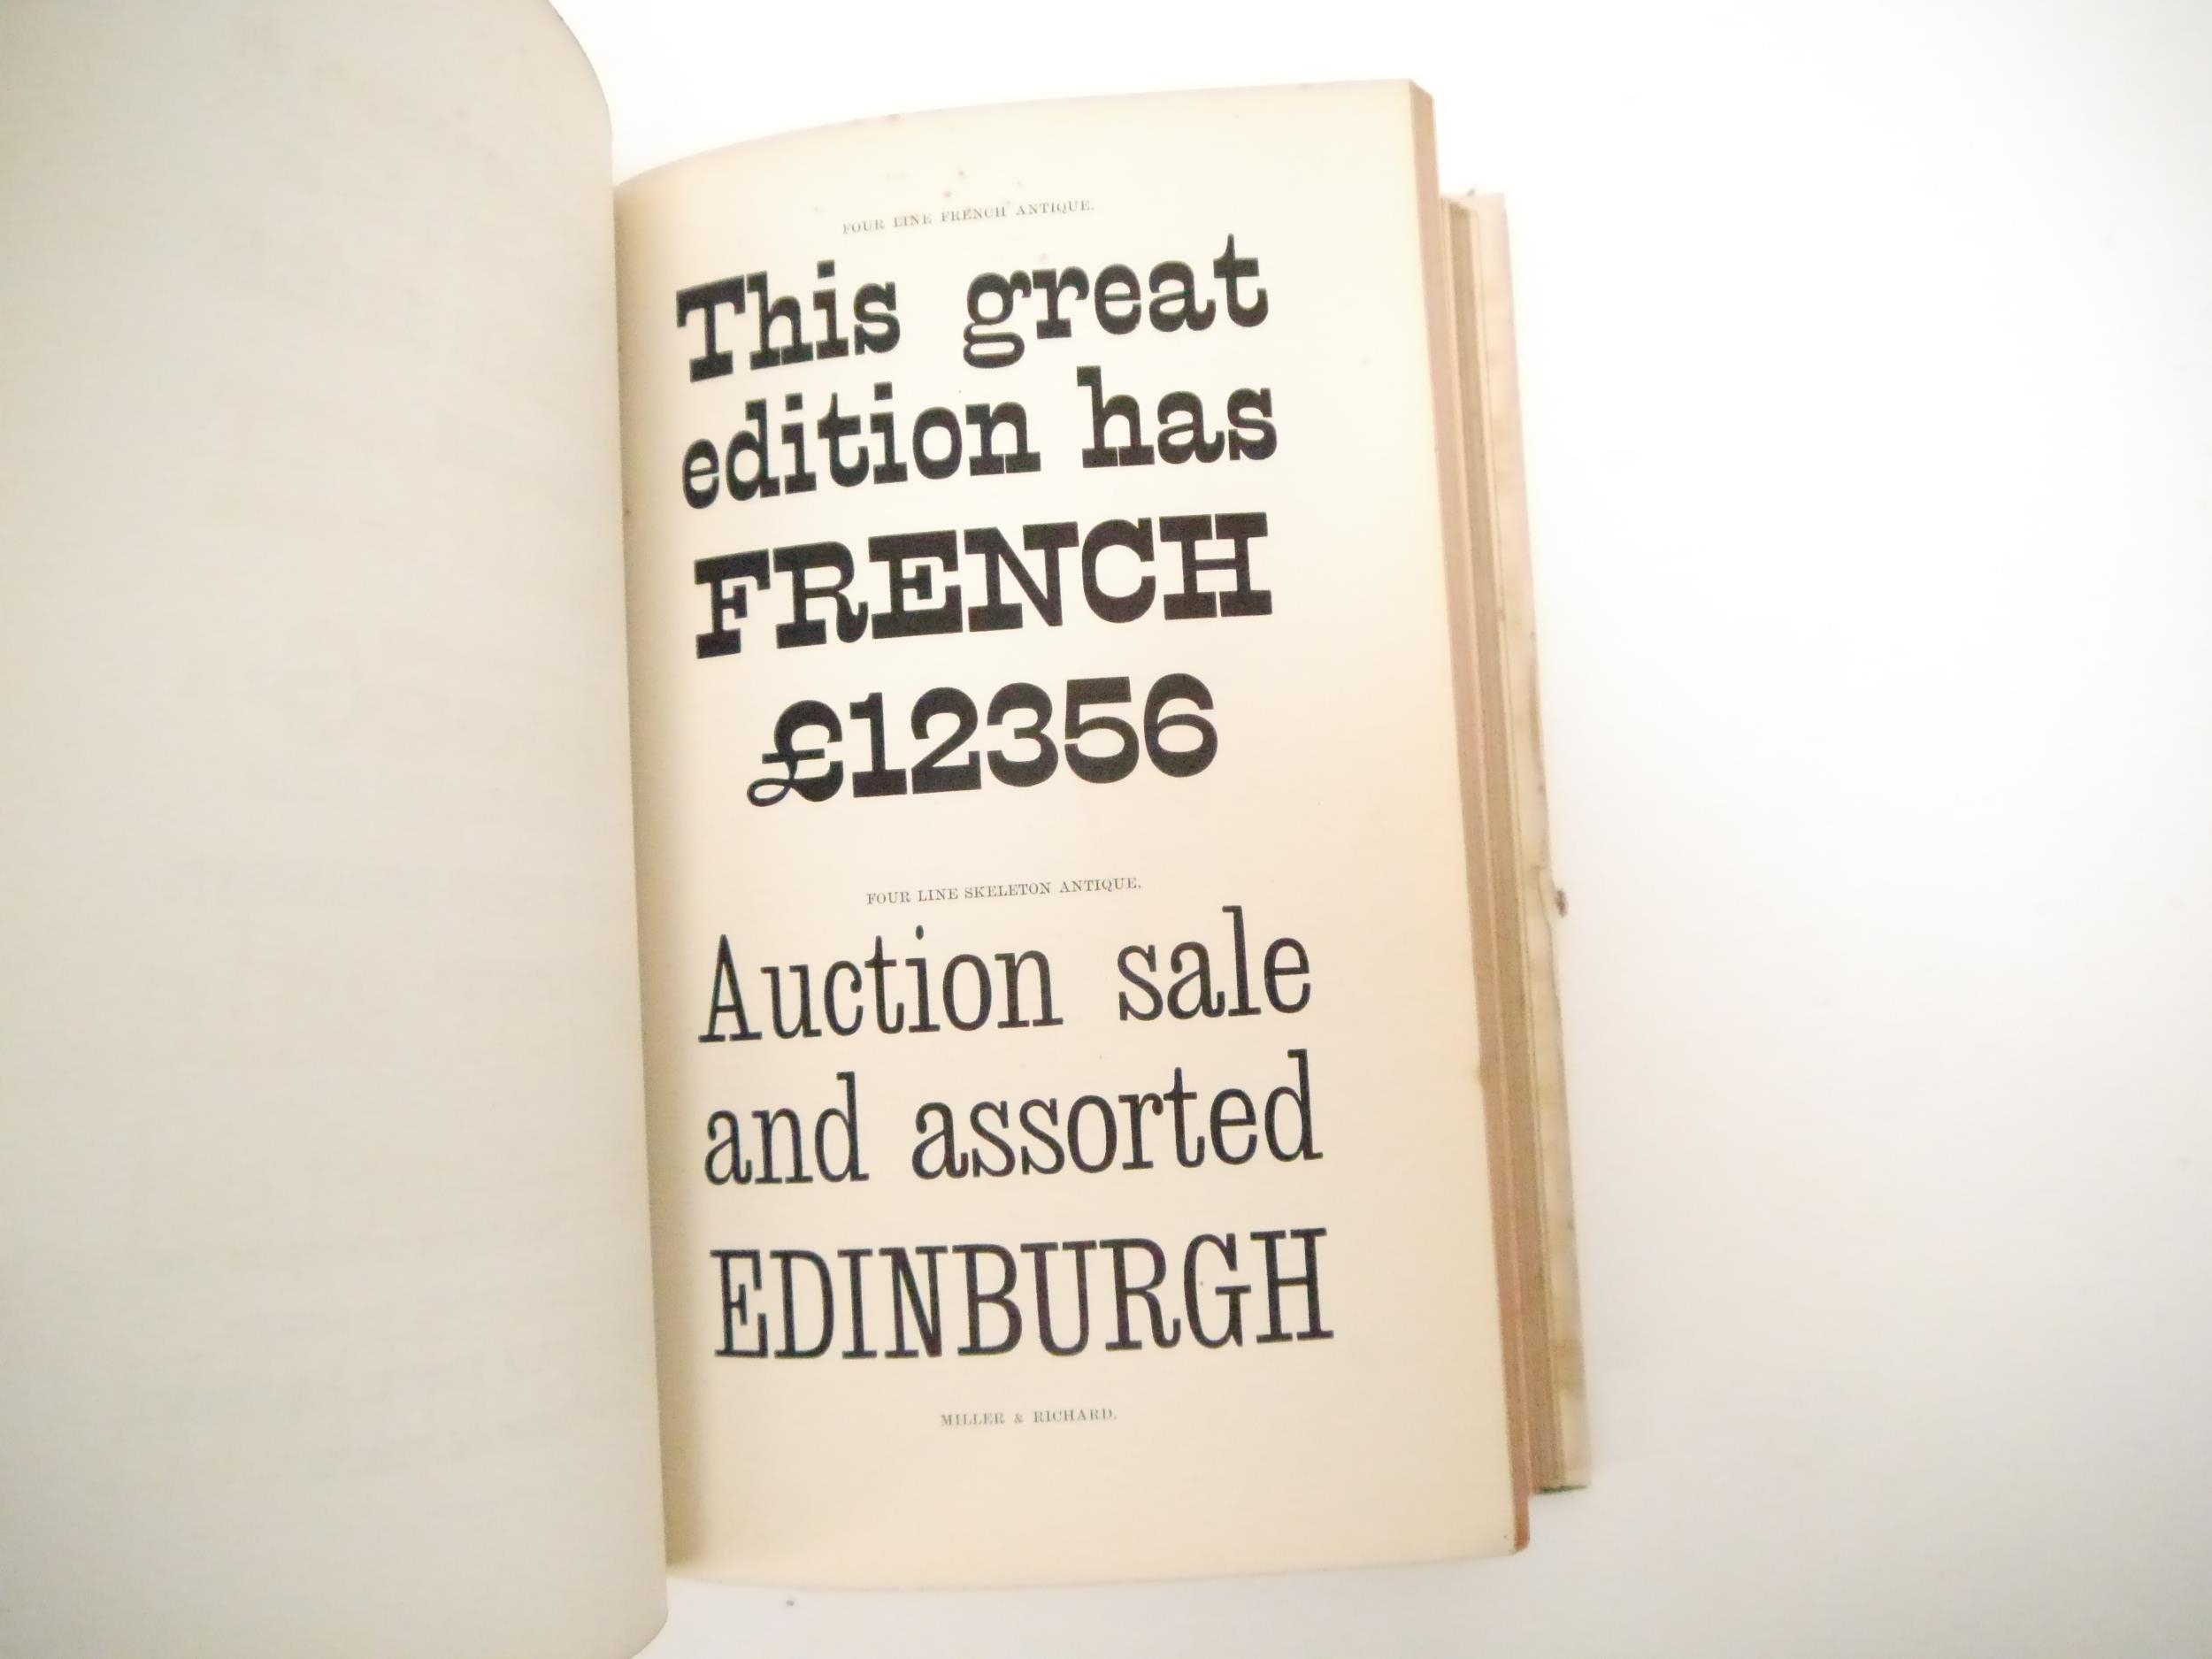 FOUR LINE FRENCH ANTIQUE.
This great
edition has
FRENCH
£12356
FOUR LINE SKELETON ANTIQUE.
Auction sale
and assorted
EDINBURGH
MILLER & RICHARD.